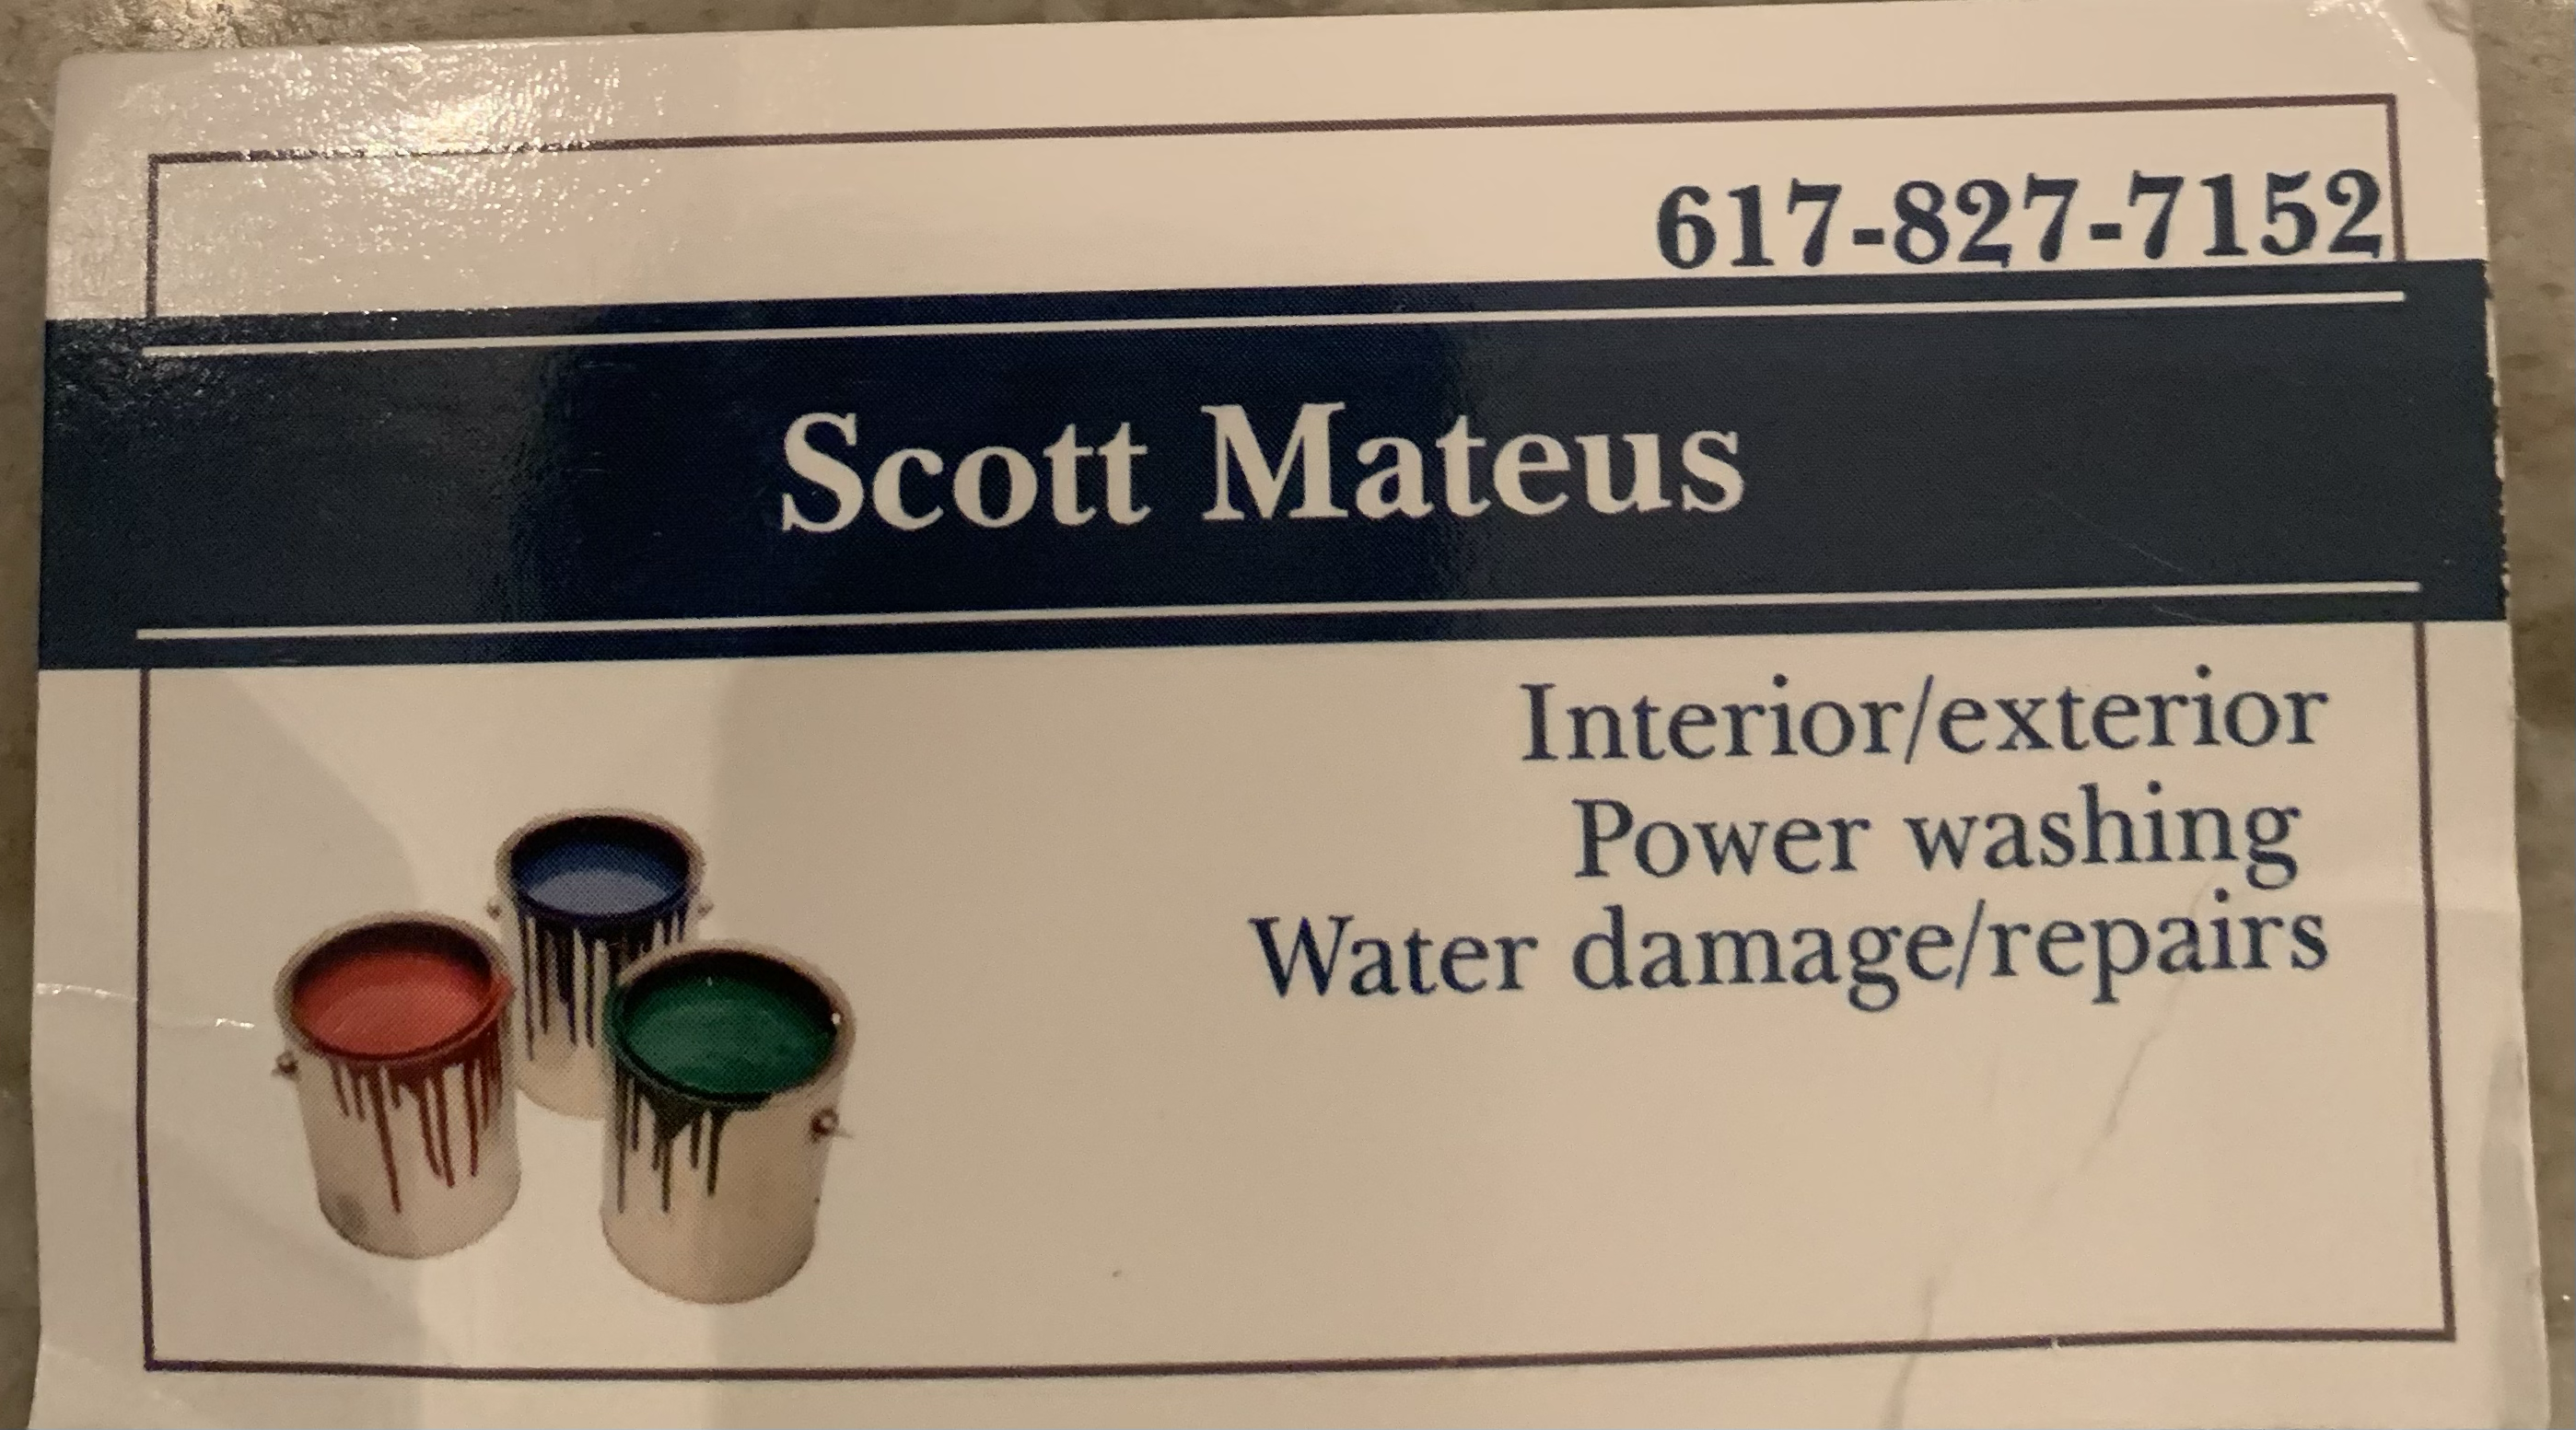 617-827-7152
Scott Mateus
Interior/exterior
Power washing
Water damage/repairs